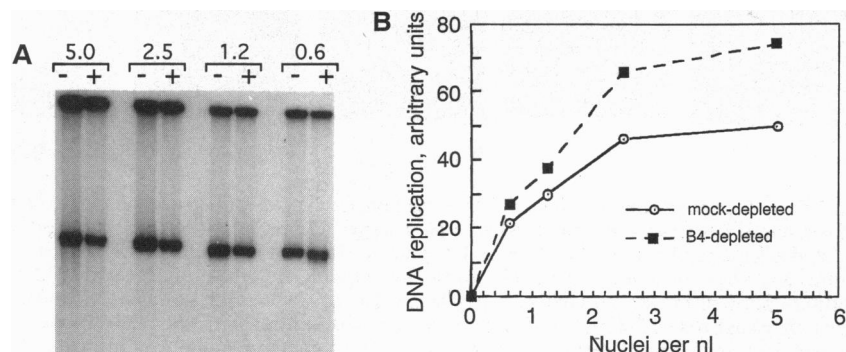 A
5.0 2.5 1.2 0.6
- + - + - + - +
B
DNA replication, arbitrary units
80
60
40
20
0
mock-depleted
B4-depleted
0 1 2 3 4 5 6
Nuclei per nl